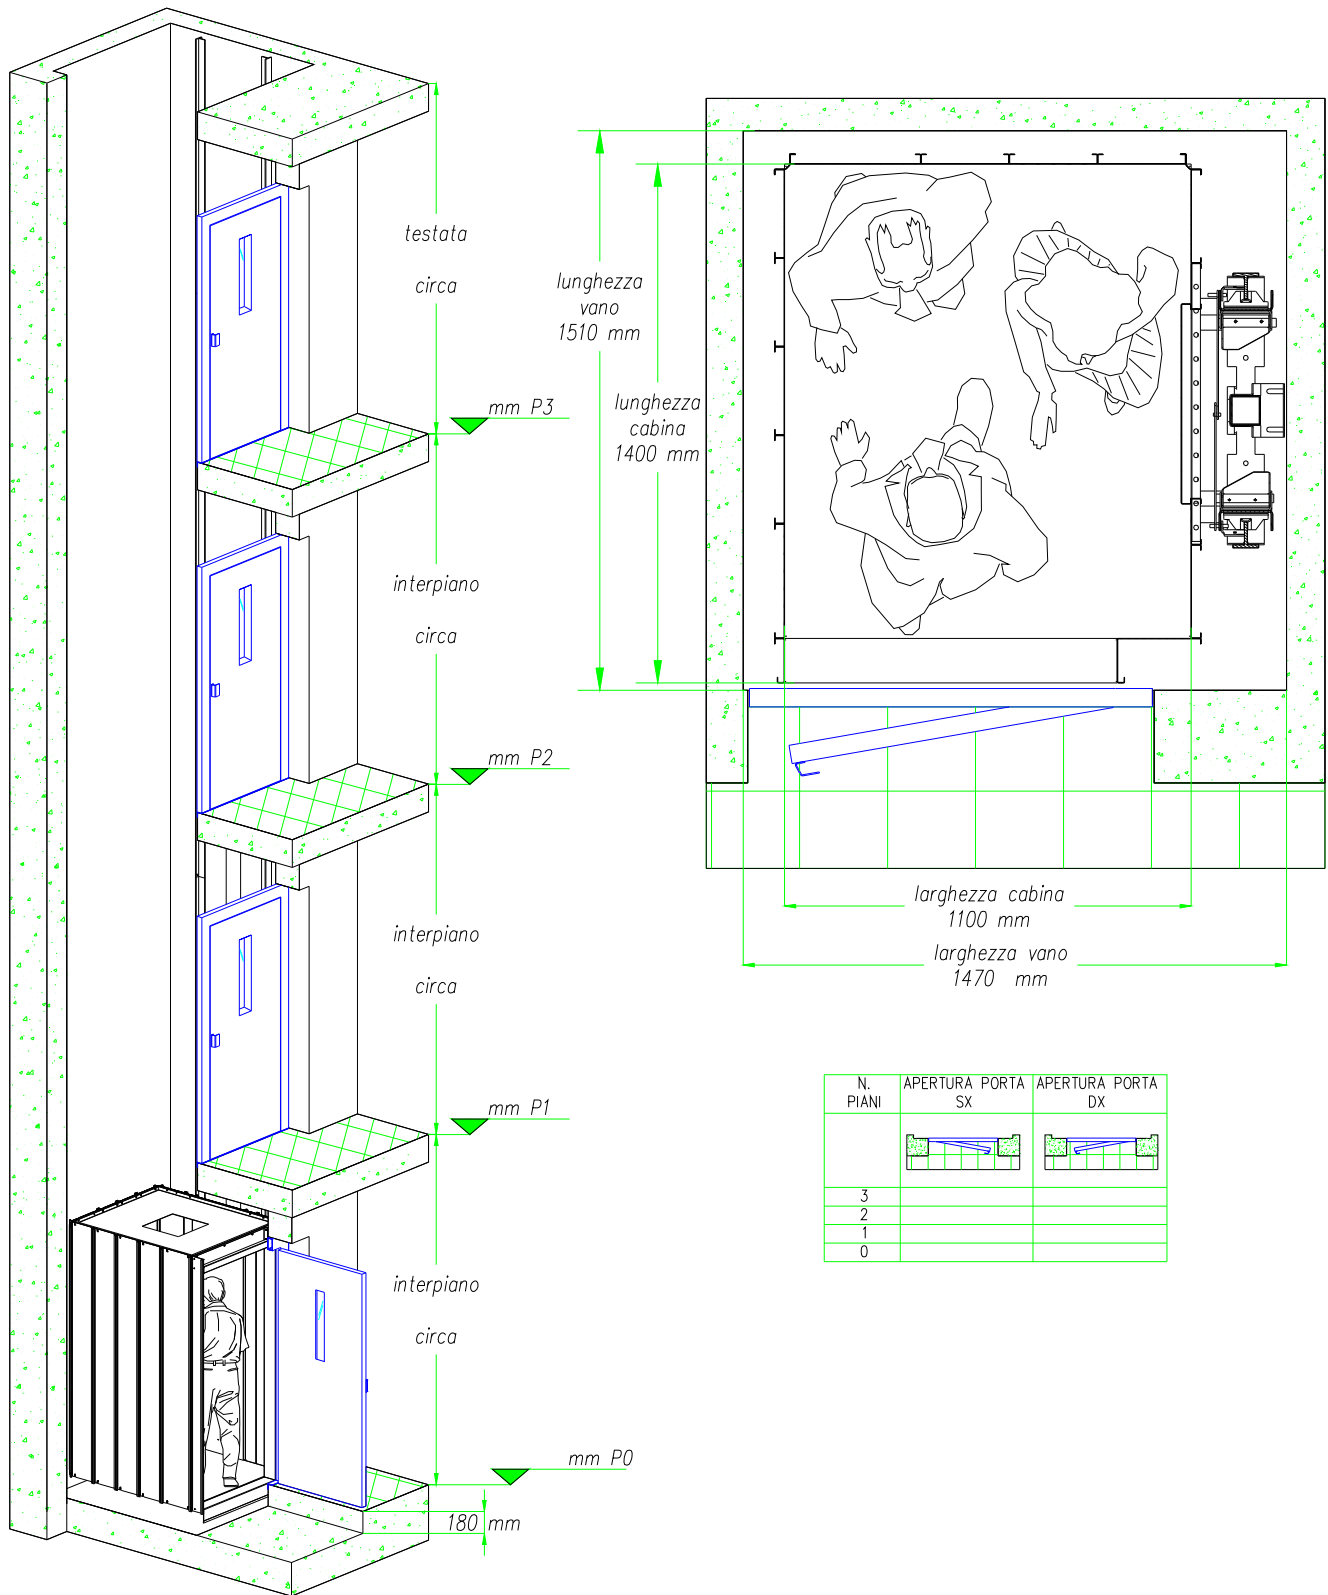 testata
circa
mm P3
interpiano
circa
mm P2
interpiano
circa
mm P1
interpiano
circa
mm P0
180 mm
lunghezza
vano
1510 mm
lunghezza
cabina
1400 mm
larghezza cabina
1100 mm
larghezza vano
1470 mm
N.
PIANI
APERTURA PORTA
SX
APERTURA PORTA
DX
3
2
1
0